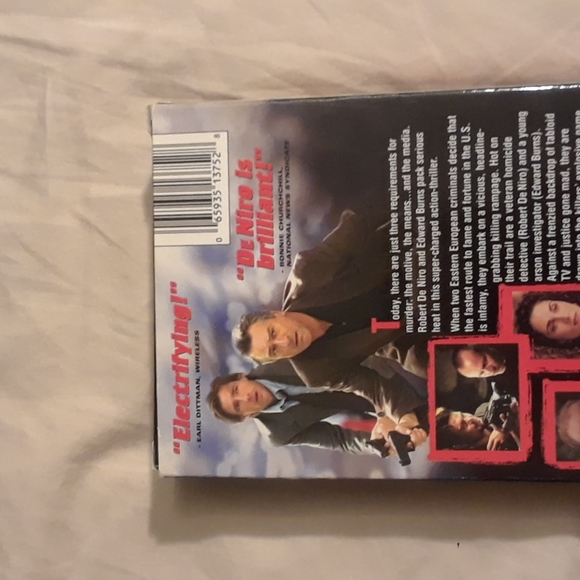 "Electrifying!"
- EARL DITTMAN, WIRELESS
0 65935 13752 8
"De Niro is
brilliant!"
- BONNIE CHURCHCHILL,
NATIONAL NEWS SYNDICATE
Today, there are just three requirements for
murder: the motive, the means...and the media.
Robert De Niro and Edward Burns pack serious
heat in this super-charged action-thriller.
When two Eastern European criminals decide that
the fastest route to fame and fortune in the U.S.
is infamy, they embark on a vicious, headline-
grabbing killing rampage. Hot on
their trail are a veteran homicide
detective (Robert De Niro) and a young
arson investigator (Edward Burns).
Against a frenzied backdrop of tabloid
TV and justice gone mad, they are